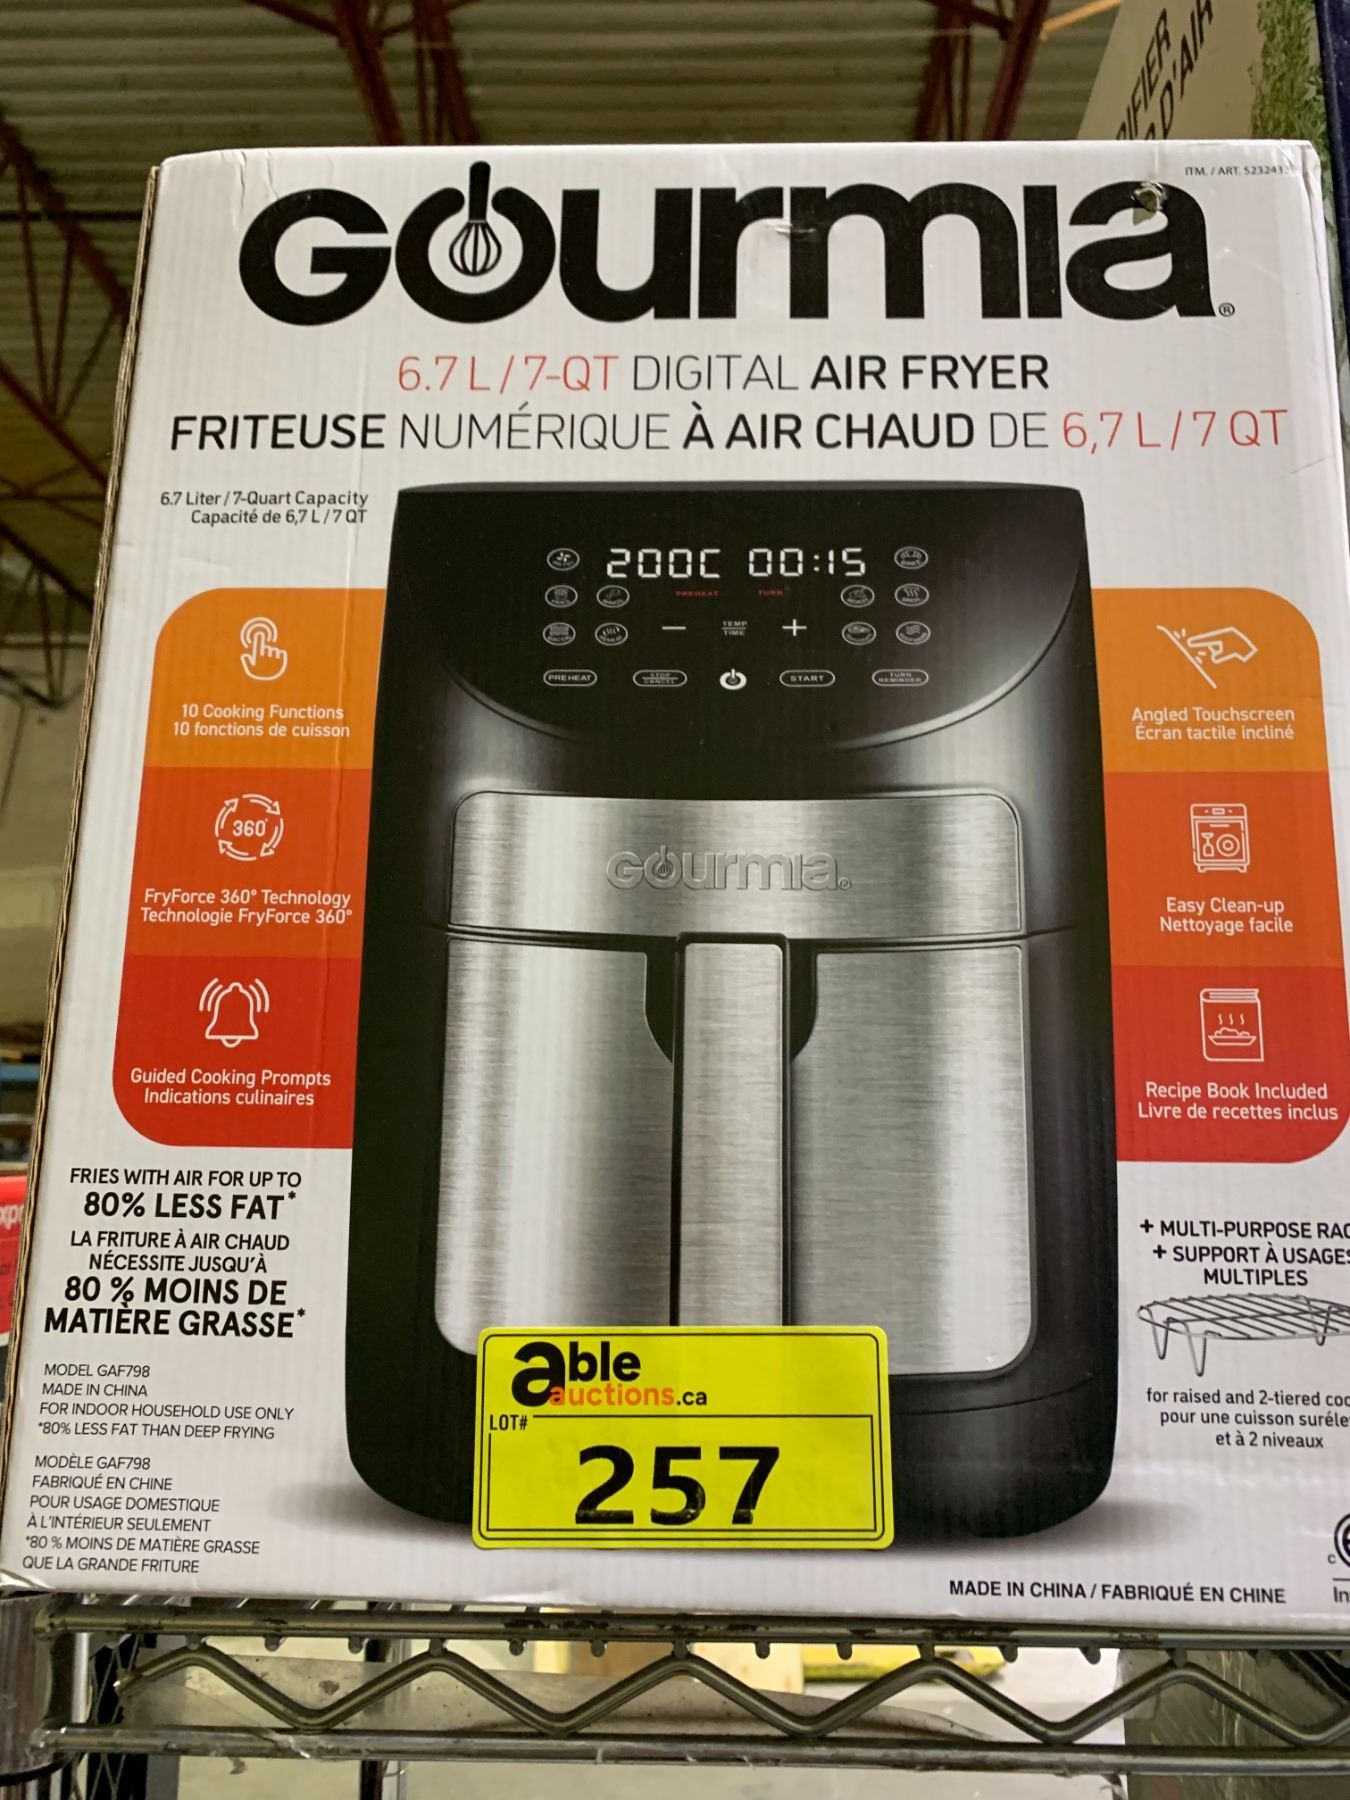 D'AIR
ITM. / ART. 523243
Gourmia®
6.7 L / 7-QT DIGITAL AIR FRYER
FRITEUSE NUMÉRIQUE À AIR CHAUD DE 6,7 L / 7 QT
6.7 Liter / 7-Quart Capacity
Capacité de 6,7 L / 7 QT
200C 00:15
PREHEAT TURN
— TEMP +
TIME
PREHEAT STOP START TURN
CANCEL REMINDER
10 Cooking Functions
10 fonctions de cuisson
Angled Touchscreen
Écran tactile incliné
Gourmia®
360°
FryForce 360° Technology
Technologie FryForce 360°
Easy Clean-up
Nettoyage facile
Guided Cooking Prompts
Indications culinaires
Recipe Book Included
Livre de recettes inclus
FRIES WITH AIR FOR UP TO
80% LESS FAT*
LA FRITURE À AIR CHAUD
NÉCESSITE JUSQU'À
80 % MOINS DE
MATIÈRE GRASSE*
+ MULTI-PURPOSE RAC
+ SUPPORT À USAGES
MULTIPLES
for raised and 2-tiered coo
pour une cuisson suréle
et à 2 niveaux
MODEL GAF798
MADE IN CHINA
FOR INDOOR HOUSEHOLD USE ONLY
*80% LESS FAT THAN DEEP FRYING
MODÈLE GAF798
FABRIQUÉ EN CHINE
POUR USAGE DOMESTIQUE
À L'INTÉRIEUR SEULEMENT
*80 % MOINS DE MATIÈRE GRASSE
QUE LA GRANDE FRITURE
able
auctions.ca
LOT#
257
MADE IN CHINA / FABRIQUÉ EN CHINE